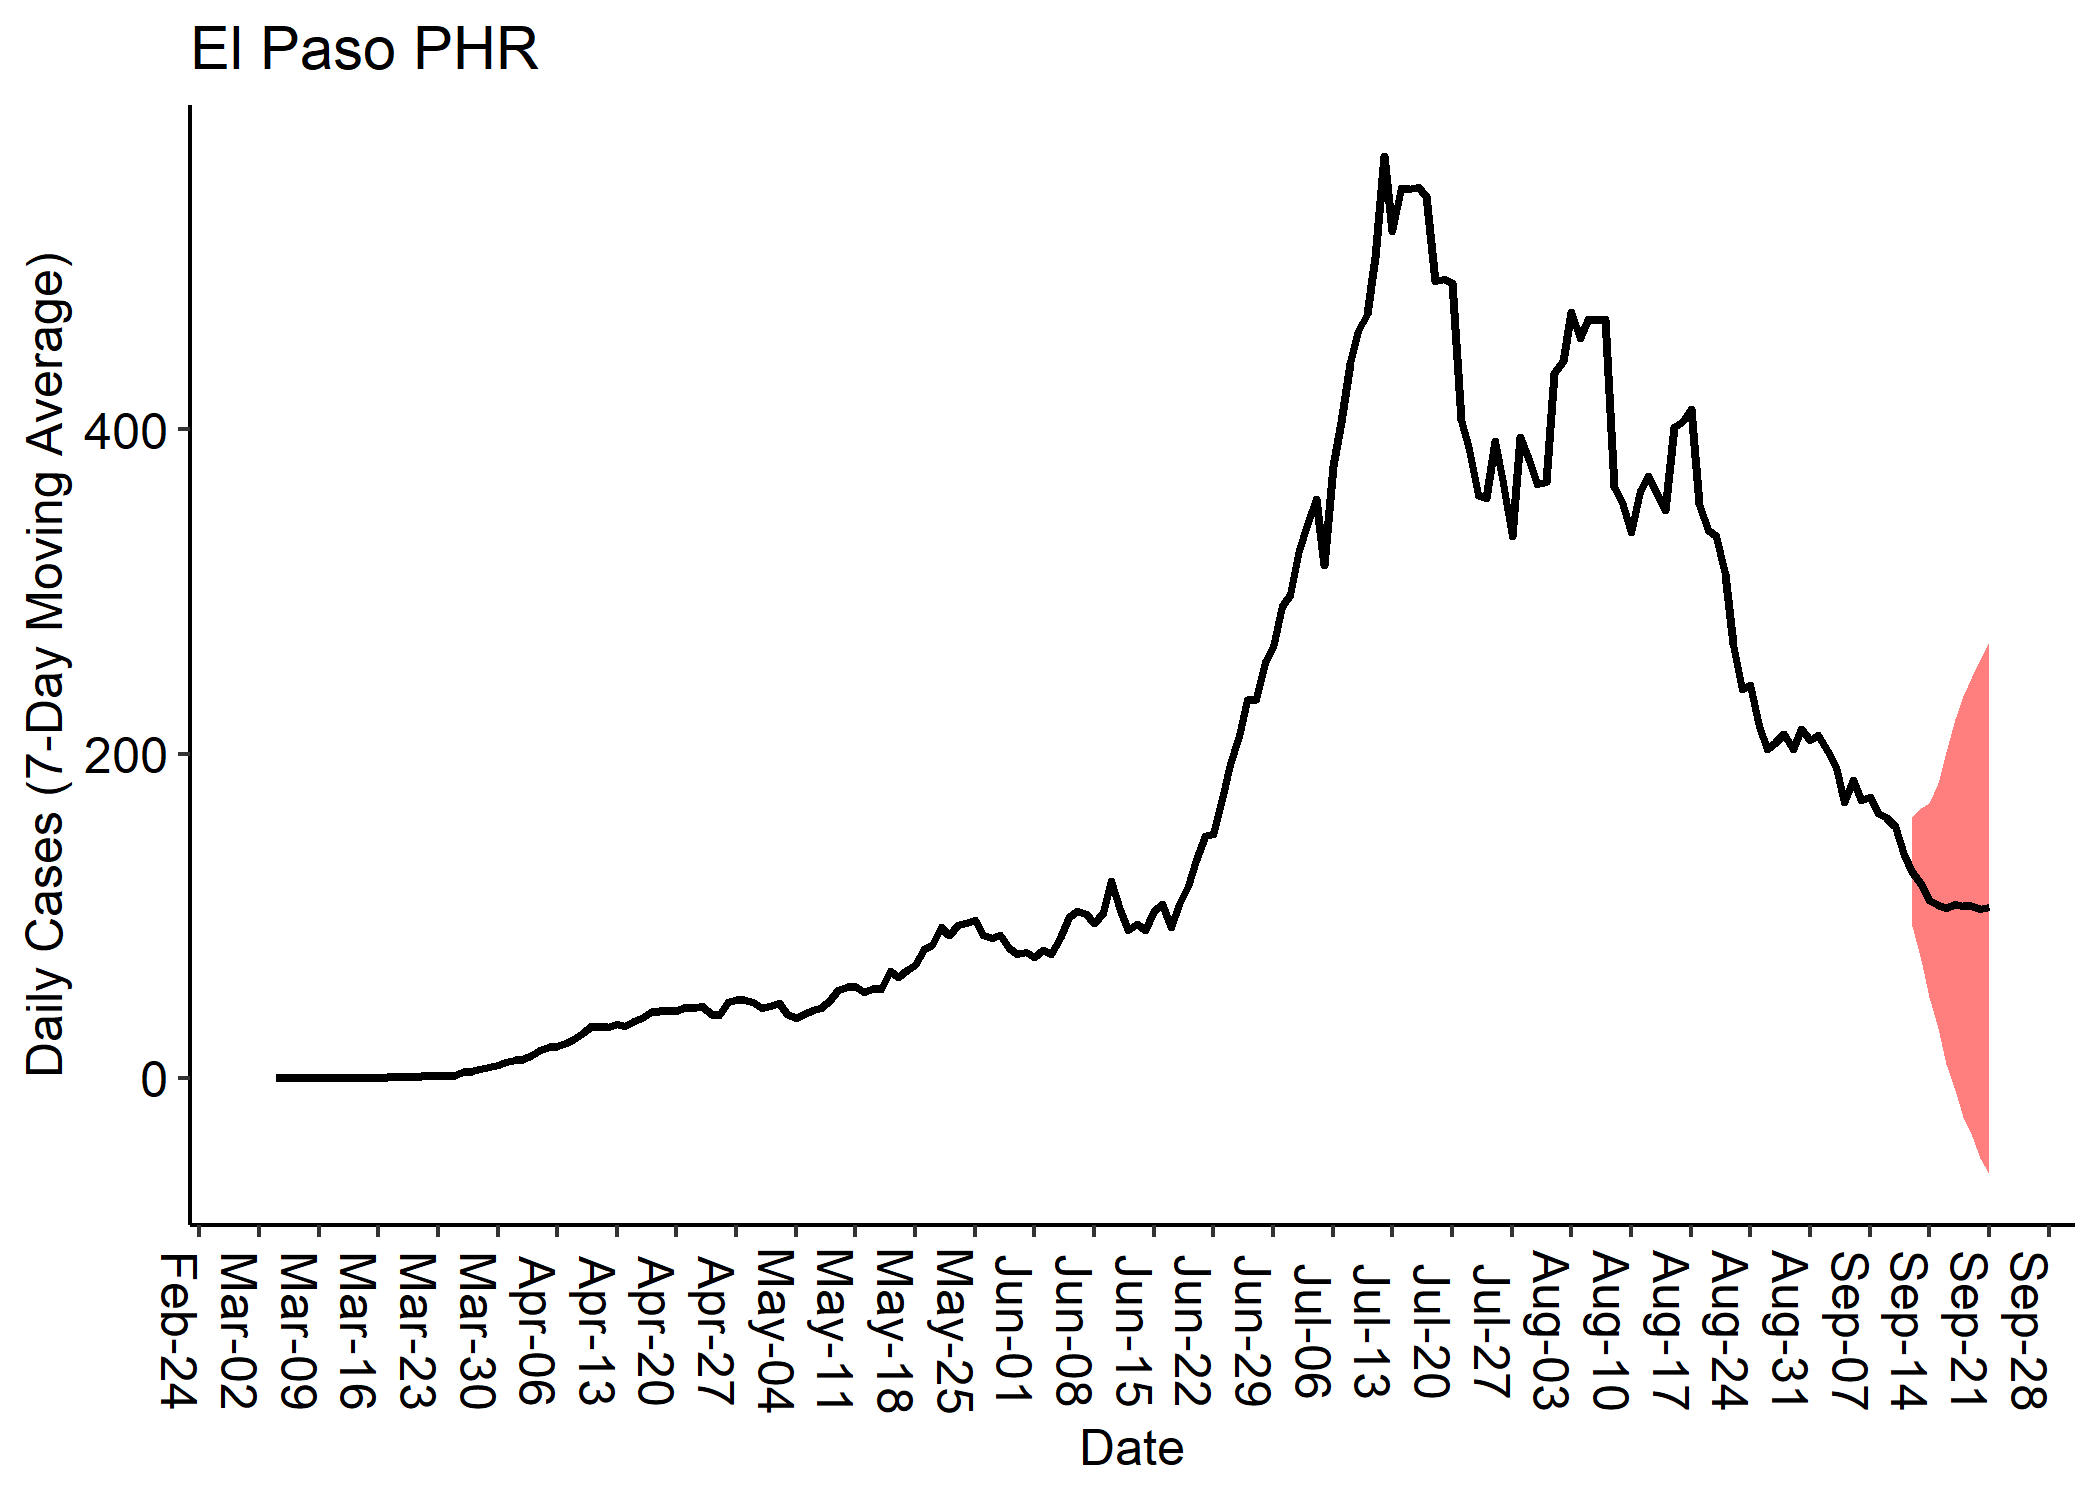 El Paso PHR
Daily Cases (7-Day Moving Average)
400
200
0
Feb-24
Mar-02
Mar-09
Mar-16
Mar-23
Mar-30
Apr-06
Apr-13
Apr-20
Apr-27
May-04
May-11
May-18
May-25
Jun-01
Jun-08
Jun-15
Jun-22
Jun-29
Jul-06
Jul-13
Jul-20
Jul-27
Aug-03
Aug-10
Aug-17
Aug-24
Aug-31
Sep-07
Sep-14
Sep-21
Sep-28
Date